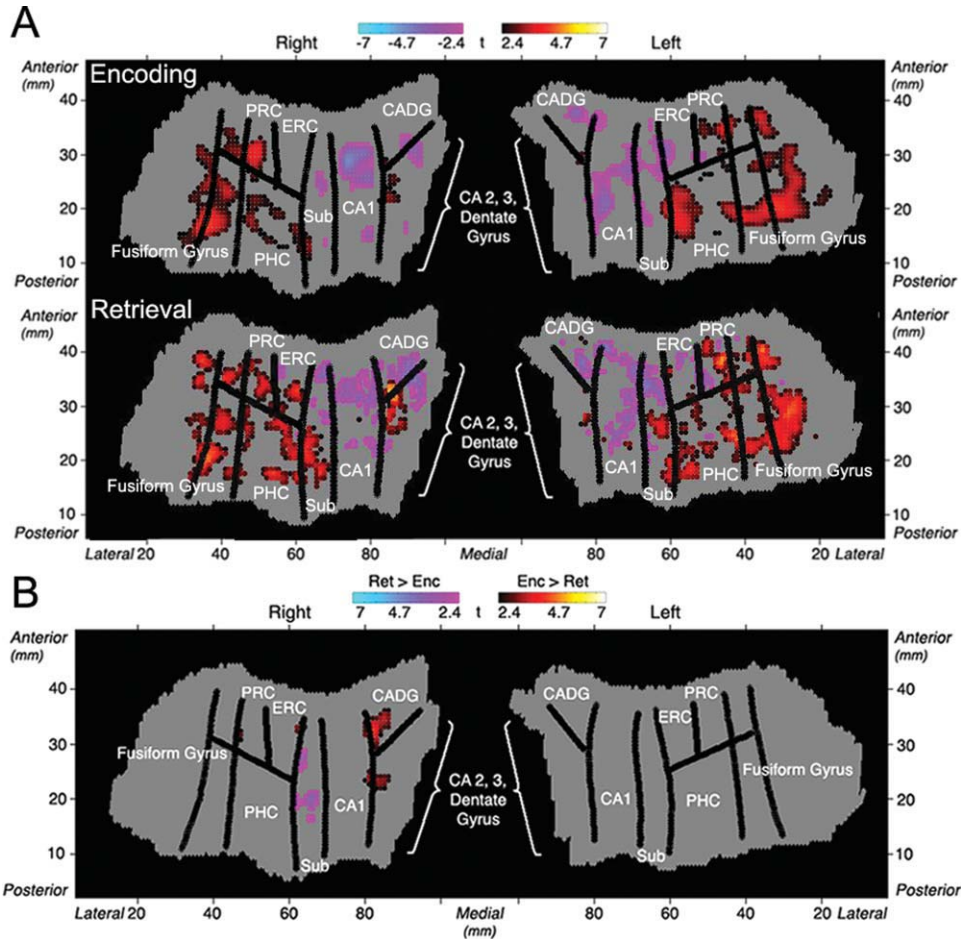 A
Right -7 -4.7 -2.4 t 2.4 4.7 7 Left
Anterior (mm) Anterior (mm)
Encoding
40 40
30 30
20 20
10 10
PRC ERC CADG CADG PRC ERC
Sub CA1 CA 2, 3, Dentate Gyrus CA1 Sub
Fusiform Gyrus PHC PHC Fusiform Gyrus
Posterior Posterior
Anterior (mm) Anterior (mm)
Retrieval
40 40
30 30
20 20
10 10
PRC ERC CADG CADG PRC ERC
CA 2, 3, Dentate Gyrus
Fusiform Gyrus PHC Sub CA1 CA1 Sub PHC Fusiform Gyrus
Posterior Posterior
Lateral 20 40 60 80 Medial 80 60 40 20 Lateral
B
Ret > Enc Enc > Ret
Right 7 4.7 2.4 t 2.4 4.7 7 Left
Anterior (mm) Anterior (mm)
40 40
30 30
20 20
10 10
PRC ERC CADG CADG PRC ERC
Fusiform Gyrus Fusiform Gyrus
PHC CA1 CA 2, 3, Dentate Gyrus CA1 PHC
Sub Sub
Posterior Posterior
Lateral 20 40 60 80 Medial (mm) 80 60 40 20 Lateral